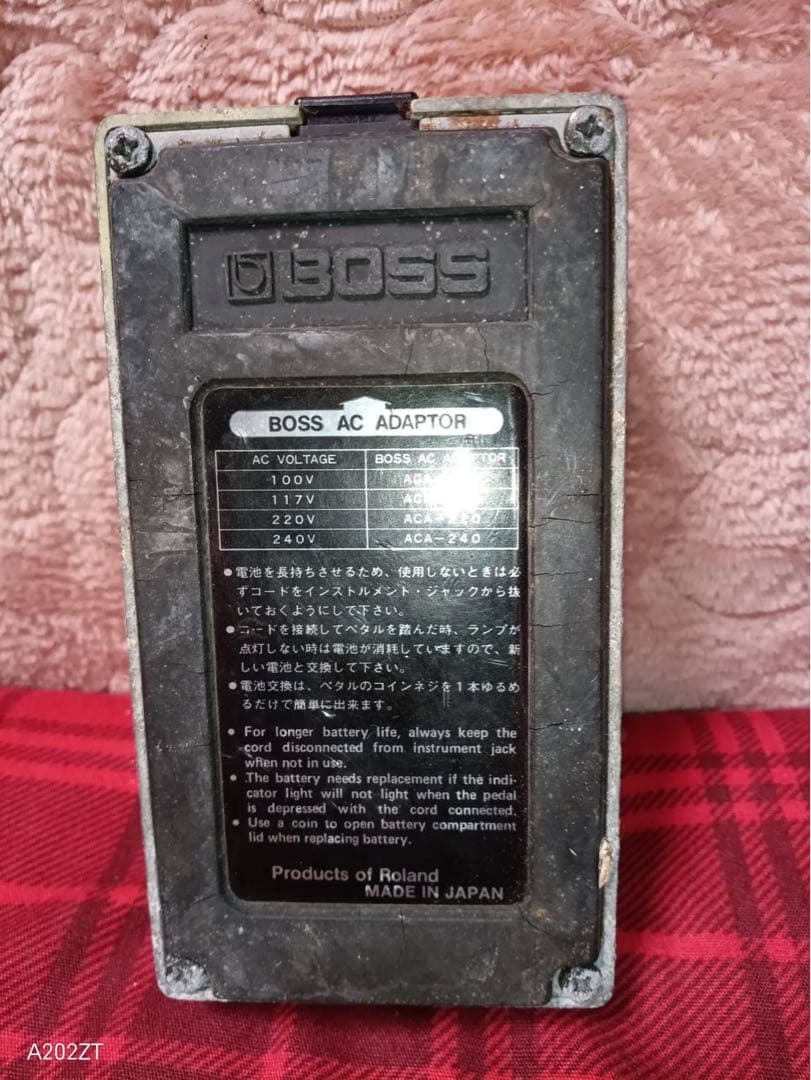 BOSS
BOSS AC ADAPTOR
AC VOLTAGE BOSS AC
100V
117V
220V
240V ACA-240
●電池を長持ちさせるため、使用しないときは必
ずコードをインストルメント・ジャックから抜
いておくようにして下さい。
●コードを接続してペタルを踏んだ時、ランプが
点灯しない時は電池が消耗していますので、新
しい電池と交換して下さい。
●電池交換は、ペタルのコインネジを1本ゆるめ
るだけで簡単に出来ます。
● For longer battery life, always keep the
cord disconnected from instrument jack
when not in use.
● The battery needs replacement if the indi-
cator light will not light when the pedal
is depressed with the cord connected.
● Use a coin to open battery compartment
lid when replacing battery.
Products of Roland
MADE IN JAPAN
A202ZT